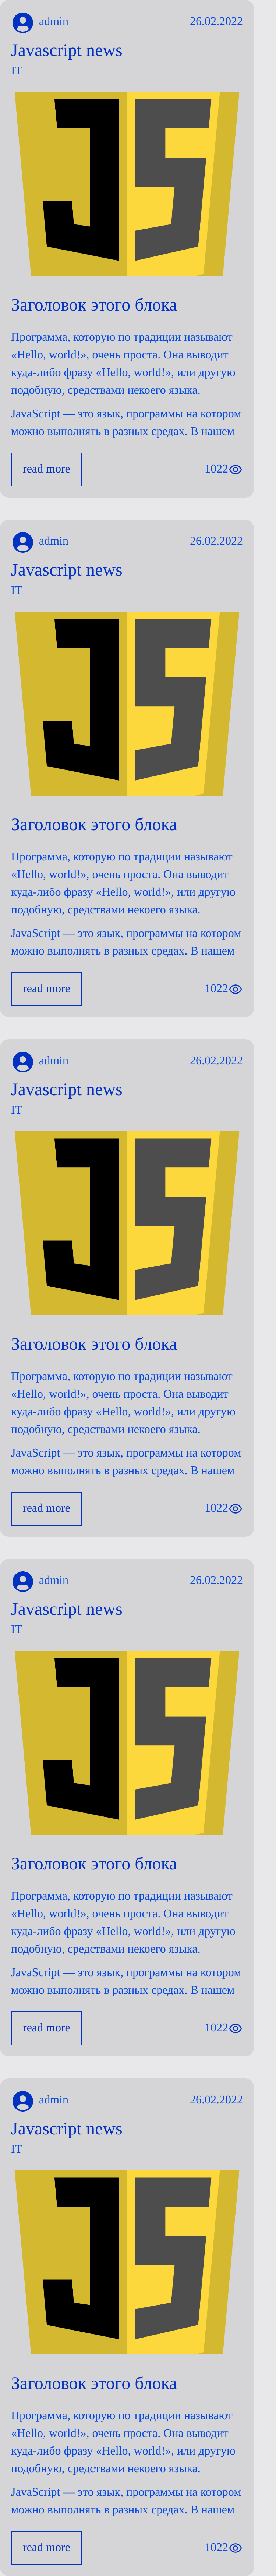 admin 26.02.2022
Javascript news
IT
JS
Заголовок этого блока
Программа, которую по традиции называют
«Hello, world!», очень проста. Она выводит
куда-либо фразу «Hello, world!», или другую
подобную, средствами некоего языка.
JavaScript — это язык, программы на котором
можно выполнять в разных средах. В нашем
read more 1022
admin 26.02.2022
Javascript news
IT
JS
Заголовок этого блока
Программа, которую по традиции называют
«Hello, world!», очень проста. Она выводит
куда-либо фразу «Hello, world!», или другую
подобную, средствами некоего языка.
JavaScript — это язык, программы на котором
можно выполнять в разных средах. В нашем
read more 1022
admin 26.02.2022
Javascript news
IT
JS
Заголовок этого блока
Программа, которую по традиции называют
«Hello, world!», очень проста. Она выводит
куда-либо фразу «Hello, world!», или другую
подобную, средствами некоего языка.
JavaScript — это язык, программы на котором
можно выполнять в разных средах. В нашем
read more 1022
admin 26.02.2022
Javascript news
IT
JS
Заголовок этого блока
Программа, которую по традиции называют
«Hello, world!», очень проста. Она выводит
куда-либо фразу «Hello, world!», или другую
подобную, средствами некоего языка.
JavaScript — это язык, программы на котором
можно выполнять в разных средах. В нашем
read more 1022
admin 26.02.2022
Javascript news
IT
JS
Заголовок этого блока
Программа, которую по традиции называют
«Hello, world!», очень проста. Она выводит
куда-либо фразу «Hello, world!», или другую
подобную, средствами некоего языка.
JavaScript — это язык, программы на котором
можно выполнять в разных средах. В нашем
read more 1022